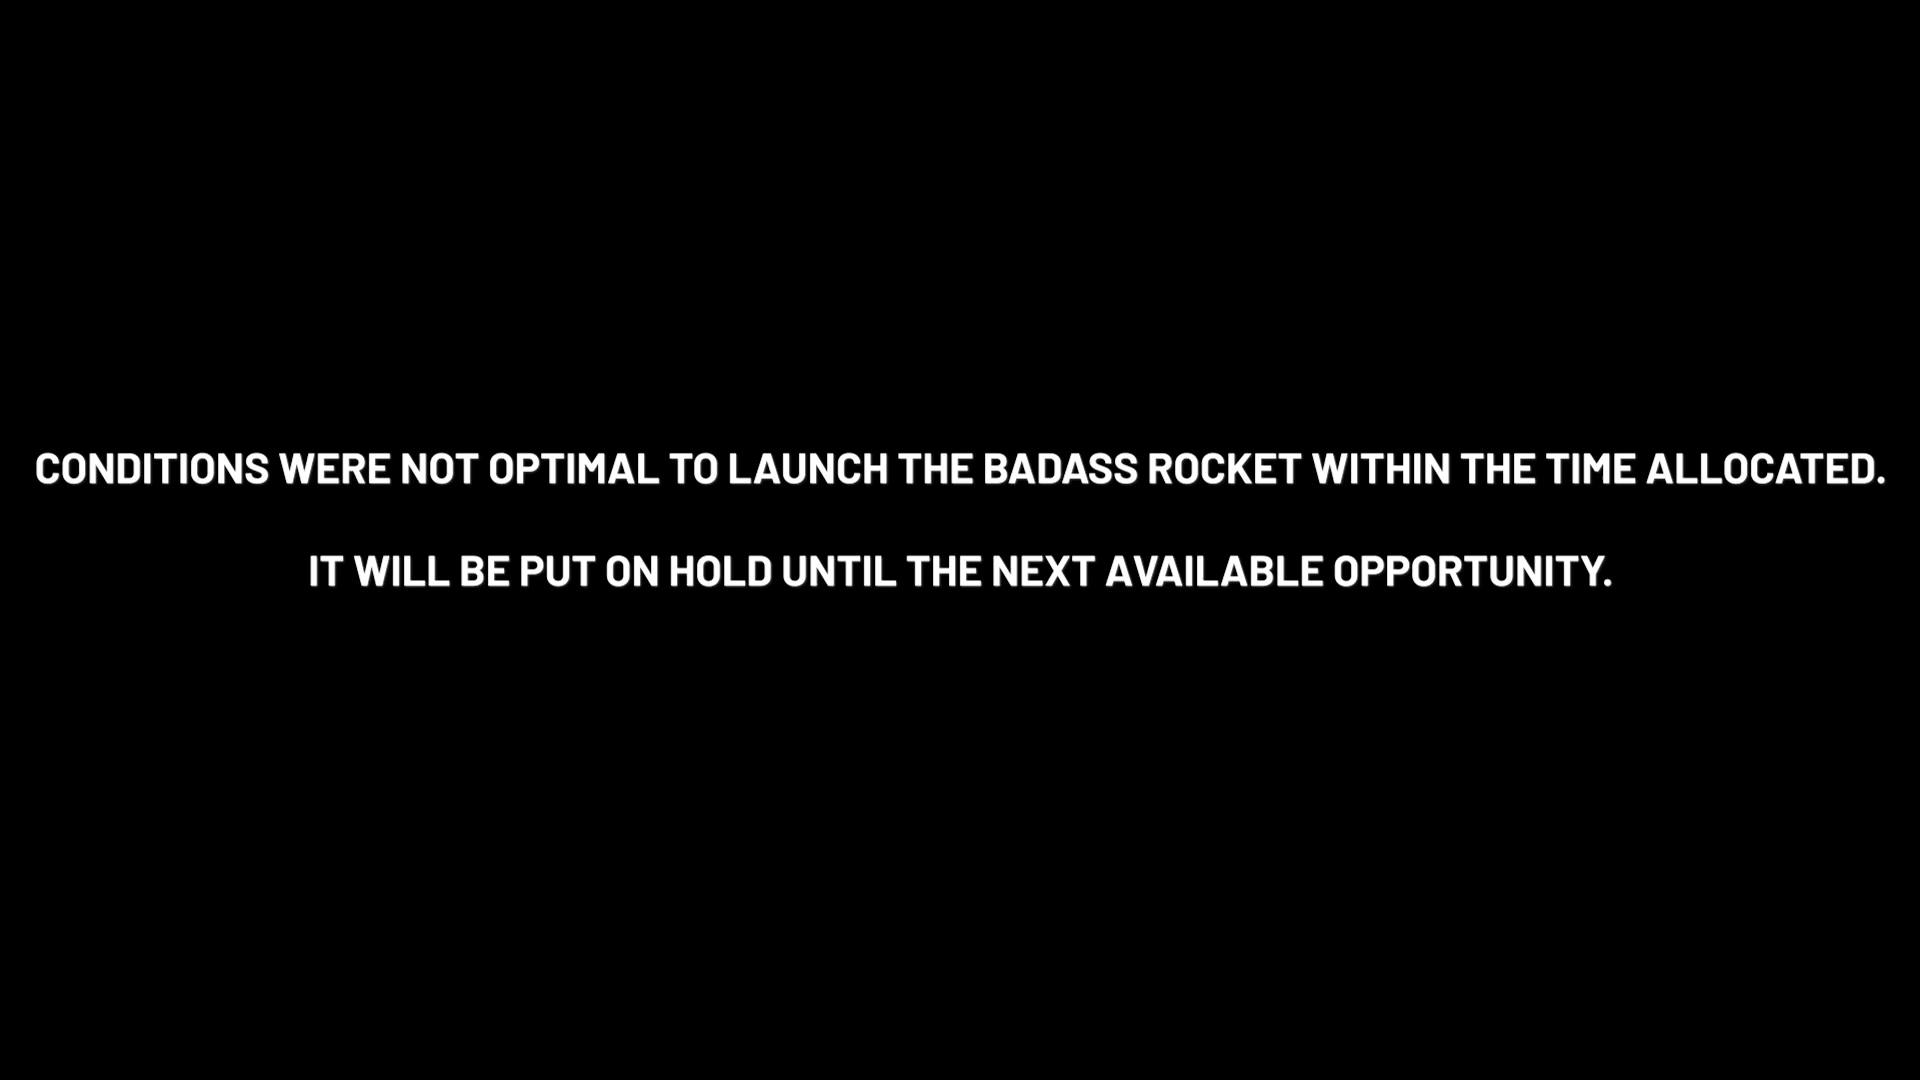 CONDITIONS WERE NOT OPTIMAL TO LAUNCH THE BADASS ROCKET WITHIN THE TIME ALLOCATED.
IT WILL BE PUT ON HOLD UNTIL THE NEXT AVAILABLE OPPORTUNITY.